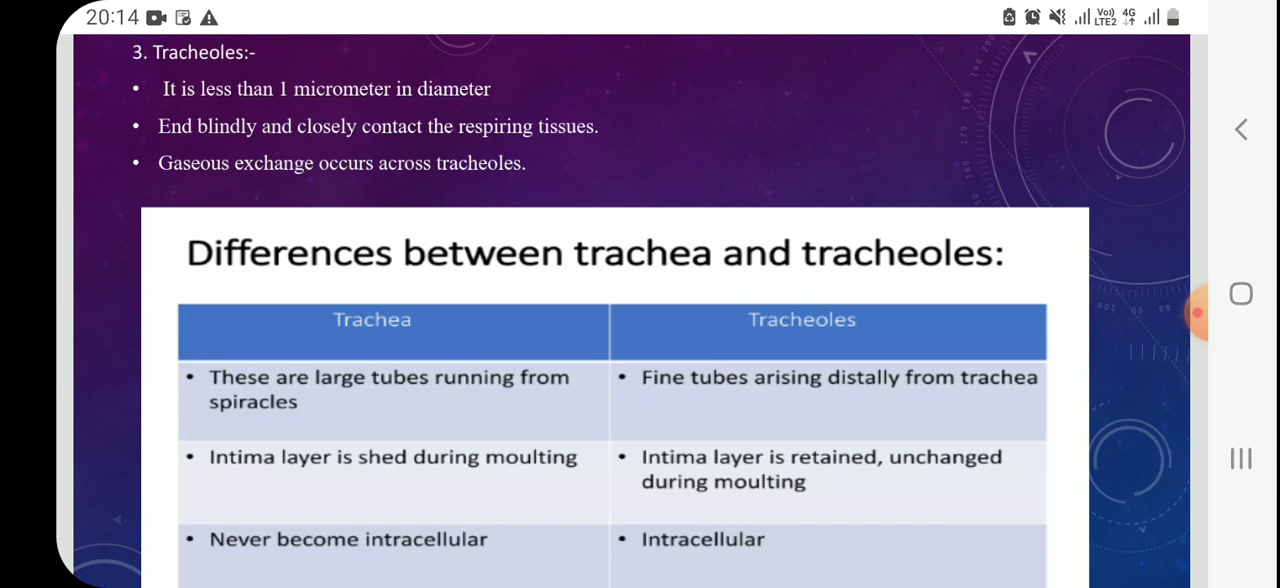 20:14
Vo)) 4G
LTE2
3. Tracheoles:-
• It is less than 1 micrometer in diameter
• End blindly and closely contact the respiring tissues.
• Gaseous exchange occurs across tracheoles.
Differences between trachea and tracheoles:
Trachea Tracheoles
• These are large tubes running from spiracles
• Fine tubes arising distally from trachea
• Intima layer is shed during moulting
• Intima layer is retained, unchanged
during moulting
• Never become intracellular
• Intracellular